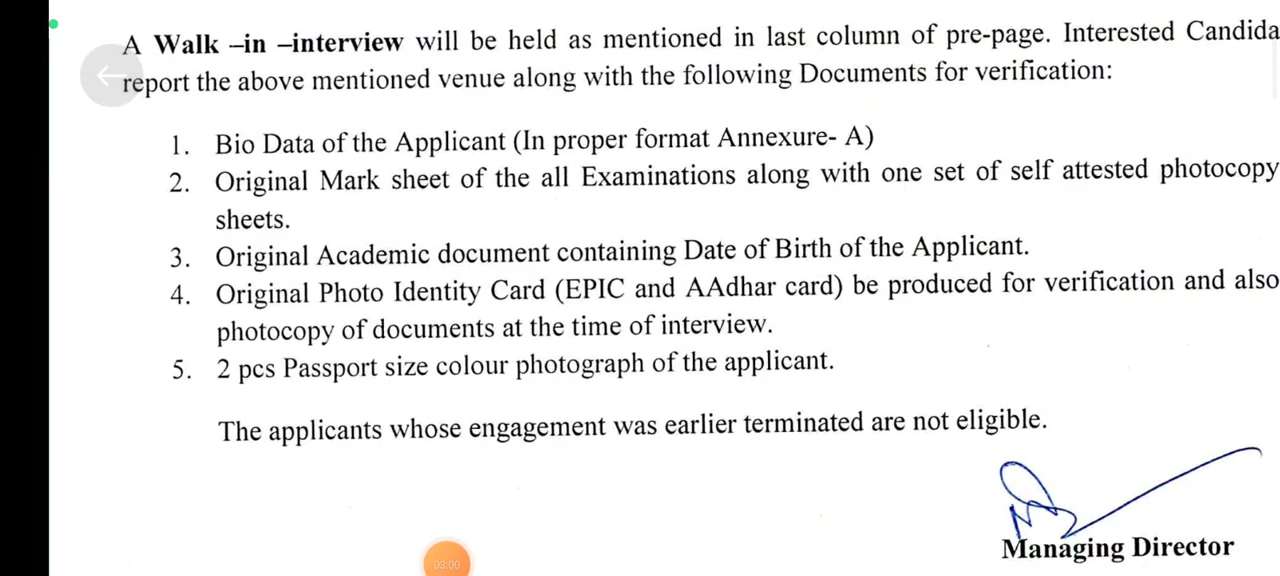 A Walk –in –interview will be held as mentioned in last column of pre-page. Interested Candida
report the above mentioned venue along with the following Documents for verification:
1. Bio Data of the Applicant (In proper format Annexure- A)
2. Original Mark sheet of the all Examinations along with one set of self attested photocopy
sheets.
3. Original Academic document containing Date of Birth of the Applicant.
4. Original Photo Identity Card (EPIC and AAdhar card) be produced for verification and also
photocopy of documents at the time of interview.
5. 2 pcs Passport size colour photograph of the applicant.
The applicants whose engagement was earlier terminated are not eligible.
Managing Director
03:00